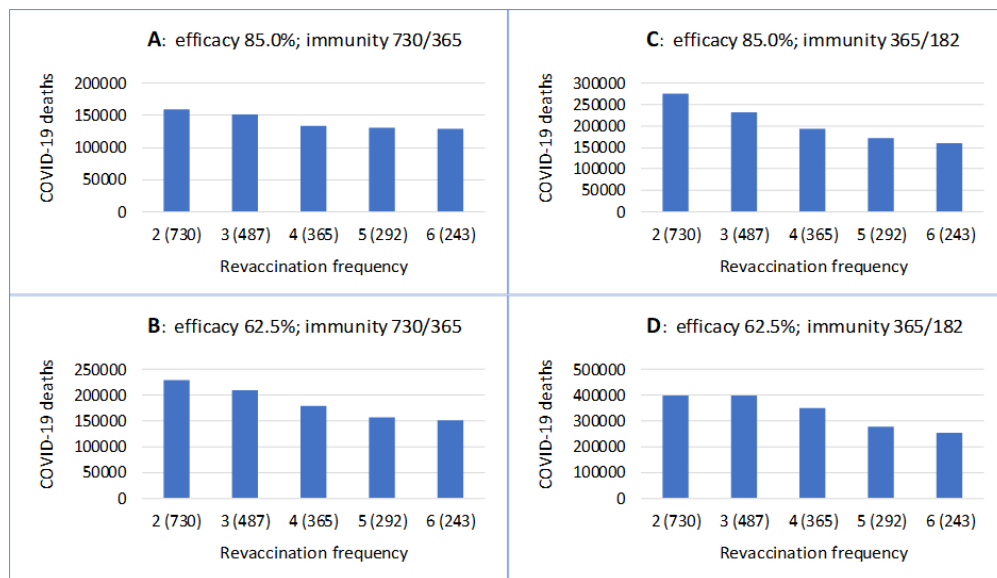 A: efficacy 85.0%; immunity 730/365
COVID-19 deaths
200000
150000
100000
50000
0
2 (730) 3 (487) 4 (365) 5 (292) 6 (243)
Revaccination frequency
C: efficacy 85.0%; immunity 365/182
COVID-19 deaths
300000
250000
200000
150000
100000
50000
0
2 (730) 3 (487) 4 (365) 5 (292) 6 (243)
Revaccination frequency
B: efficacy 62.5%; immunity 730/365
COVID-19 deaths
250000
200000
150000
100000
50000
0
2 (730) 3 (487) 4 (365) 5 (292) 6 (243)
Revaccination frequency
D: efficacy 62.5%; immunity 365/182
COVID-19 deaths
500000
400000
300000
200000
100000
0
2 (730) 3 (487) 4 (365) 5 (292) 6 (243)
Revaccination frequency